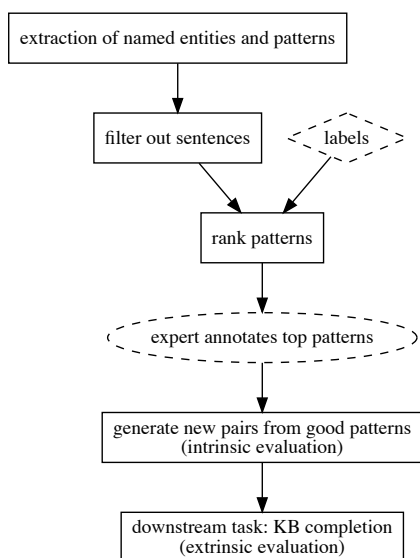 extraction of named entities and patterns
filter out sentences
labels
rank patterns
expert annotates top patterns
generate new pairs from good patterns
(intrinsic evaluation)
downstream task: KB completion
(extrinsic evaluation)